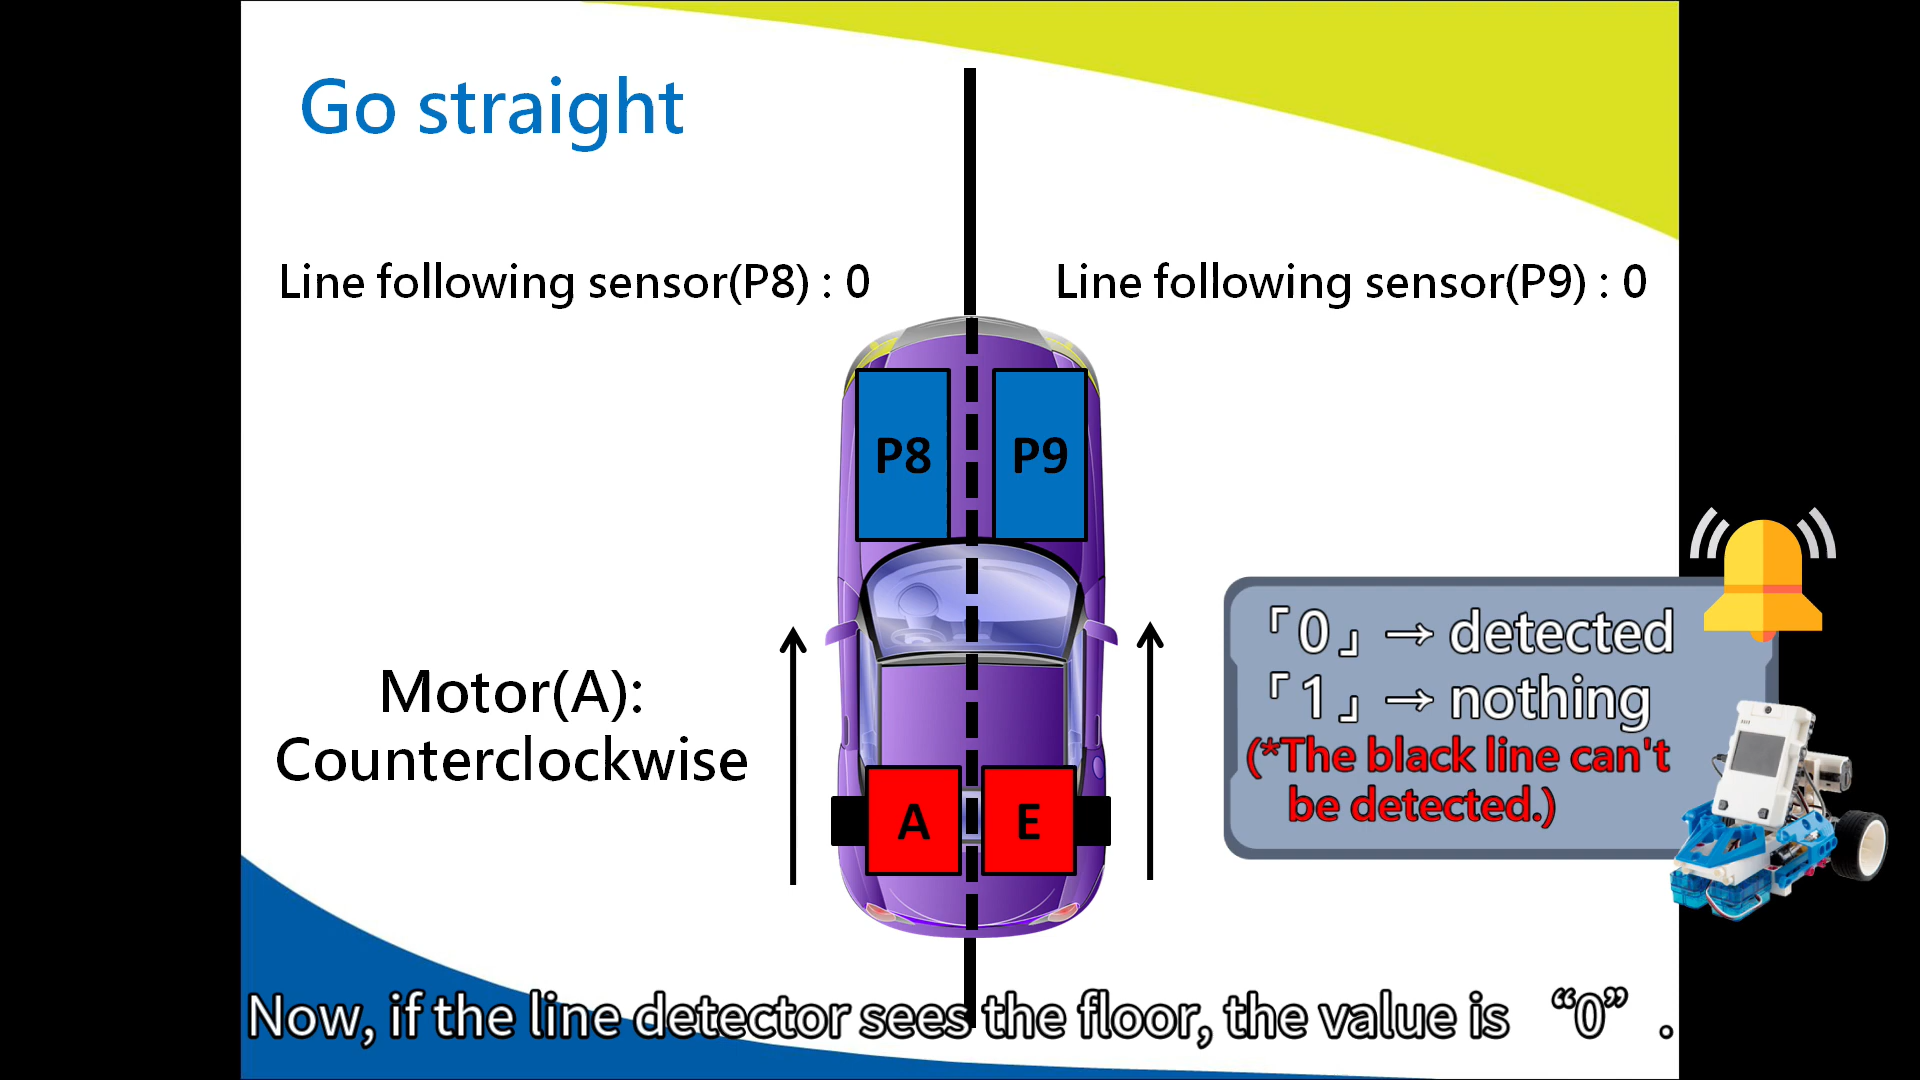 Go straight
Line following sensor(P8) : 0
Line following sensor(P9) : 0
P8
P9
Motor(A):
Counterclockwise
A
E
「0」→ detected
「1」→ nothing
(*The black line can't
be detected.)
Now, if the line detector sees the floor, the value is “0” .